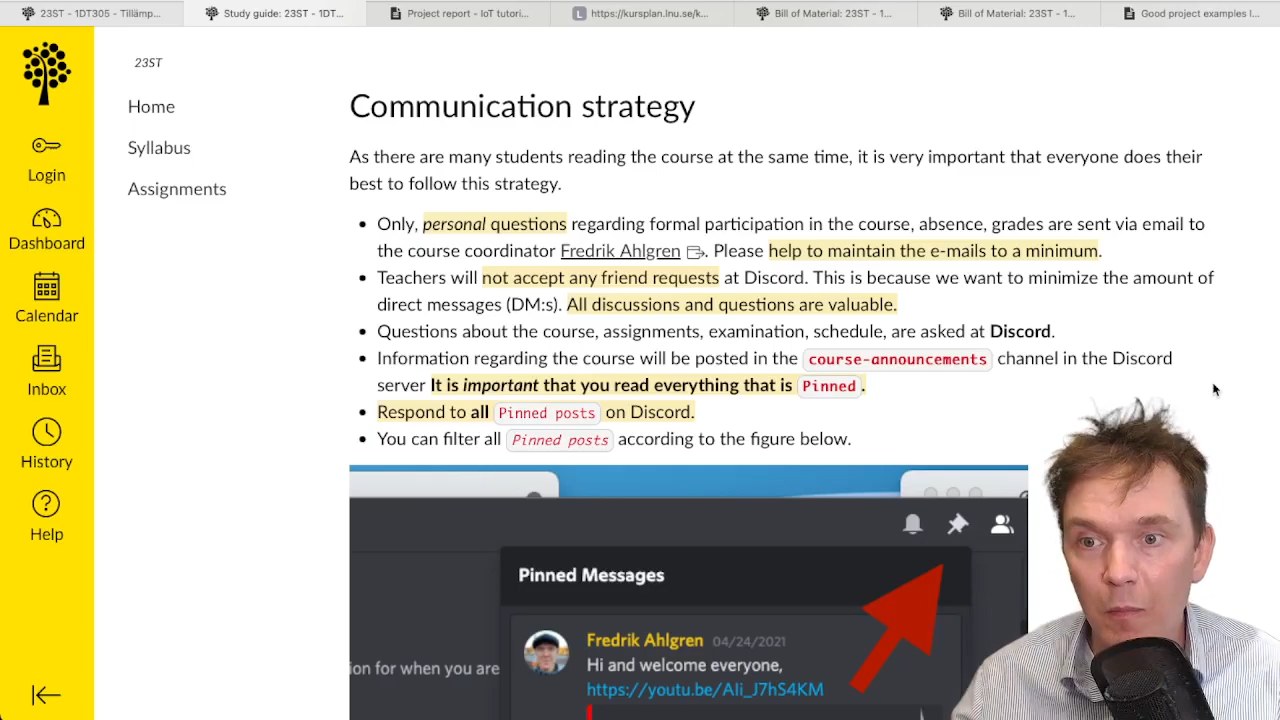 23ST - 1DT305 - Tillämp...
Study guide: 23ST - 1DT...
Project report - IoT tutori...
L
https://kursplan.lnu.se/k...
Bill of Material: 23ST - 1...
Bill of Material: 23ST - 1...
Good project examples I...
Login
Dashboard
Calendar
Inbox
History
Help
23ST
Home
Syllabus
Assignments
Communication strategy
As there are many students reading the course at the same time, it is very important that everyone does their
best to follow this strategy.
• Only, personal questions regarding formal participation in the course, absence, grades are sent via email to
the course coordinator Fredrik Ahlgren. Please help to maintain the e-mails to a minimum.
• Teachers will not accept any friend requests at Discord. This is because we want to minimize the amount of
direct messages (DM:s). All discussions and questions are valuable.
• Questions about the course, assignments, examination, schedule, are asked at Discord.
• Information regarding the course will be posted in the course-announcements channel in the Discord
server It is important that you read everything that is Pinned.
• Respond to all Pinned posts on Discord.
• You can filter all Pinned posts according to the figure below.
Pinned Messages
Fredrik Ahlgren 04/24/2021
Hi and welcome everyone,
https://youtu.be/Ali_J7hS4KM
ion for when you are